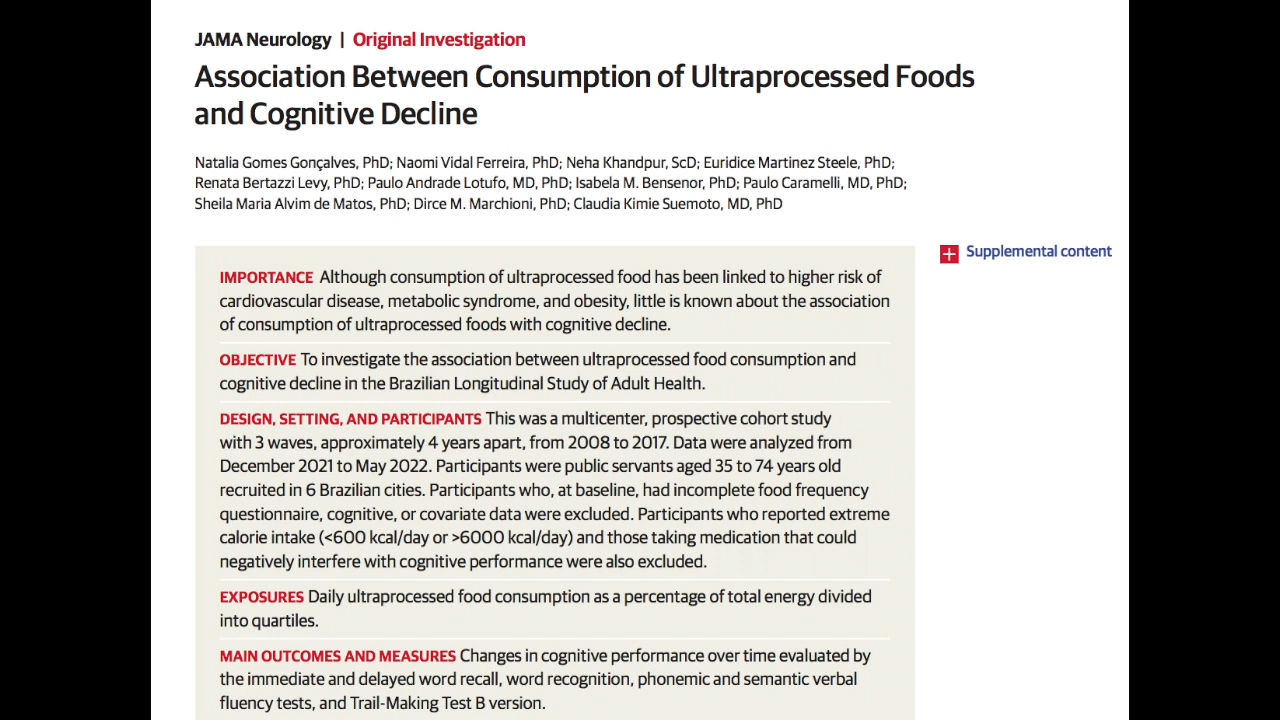 JAMA Neurology | Original Investigation
Association Between Consumption of Ultraprocessed Foods
and Cognitive Decline
Natalia Gomes Gonçalves, PhD; Naomi Vidal Ferreira, PhD; Neha Khandpur, ScD; Euridice Martinez Steele, PhD;
Renata Bertazzi Levy, PhD; Paulo Andrade Lotufo, MD, PhD; Isabela M. Bensenor, PhD; Paulo Caramelli, MD, PhD;
Sheila Maria Alvim de Matos, PhD; Dirce M. Marchioni, PhD; Claudia Kimie Suemoto, MD, PhD
Supplemental content
IMPORTANCE Although consumption of ultraprocessed food has been linked to higher risk of
cardiovascular disease, metabolic syndrome, and obesity, little is known about the association
of consumption of ultraprocessed foods with cognitive decline.
OBJECTIVE To investigate the association between ultraprocessed food consumption and
cognitive decline in the Brazilian Longitudinal Study of Adult Health.
DESIGN, SETTING, AND PARTICIPANTS This was a multicenter, prospective cohort study
with 3 waves, approximately 4 years apart, from 2008 to 2017. Data were analyzed from
December 2021 to May 2022. Participants were public servants aged 35 to 74 years old
recruited in 6 Brazilian cities. Participants who, at baseline, had incomplete food frequency
questionnaire, cognitive, or covariate data were excluded. Participants who reported extreme
calorie intake (<600 kcal/day or >6000 kcal/day) and those taking medication that could
negatively interfere with cognitive performance were also excluded.
EXPOSURES Daily ultraprocessed food consumption as a percentage of total energy divided
into quartiles.
MAIN OUTCOMES AND MEASURES Changes in cognitive performance over time evaluated by
the immediate and delayed word recall, word recognition, phonemic and semantic verbal
fluency tests, and Trail-Making Test B version.